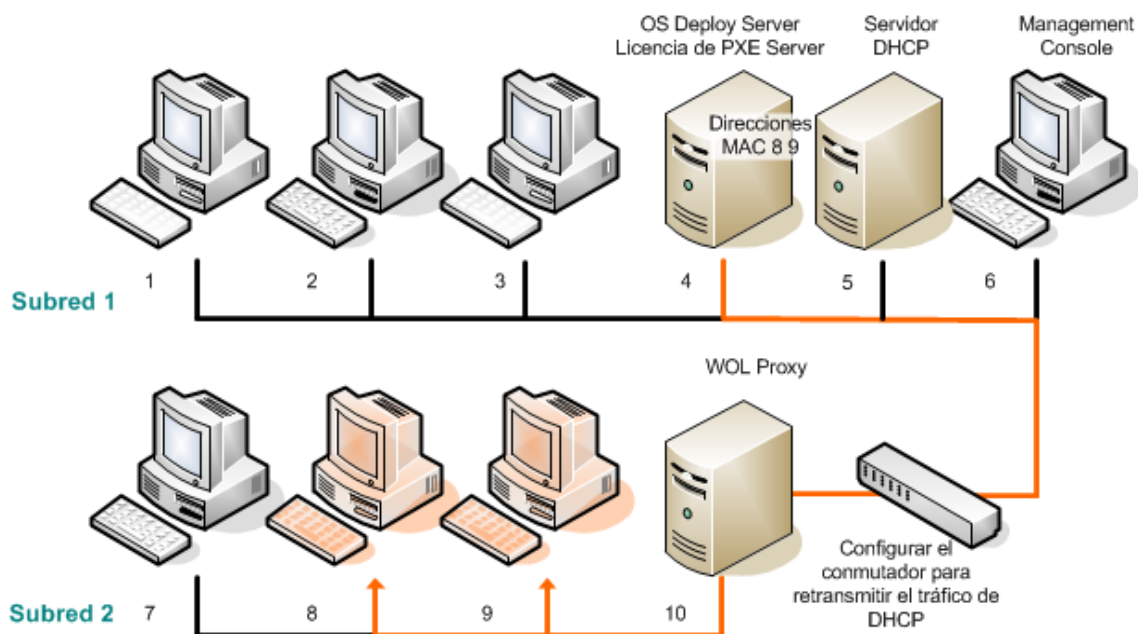 OS Deploy Server
Licencia de PXE Server
Servidor
DHCP
Management
Console
Direcciones
MAC 8 9
1
2
3
4
5
6
Subred 1
WOL Proxy
Configurar el
conmutador para
retransmitir el tráfico de
DHCP
Subred 2
7
8
9
10